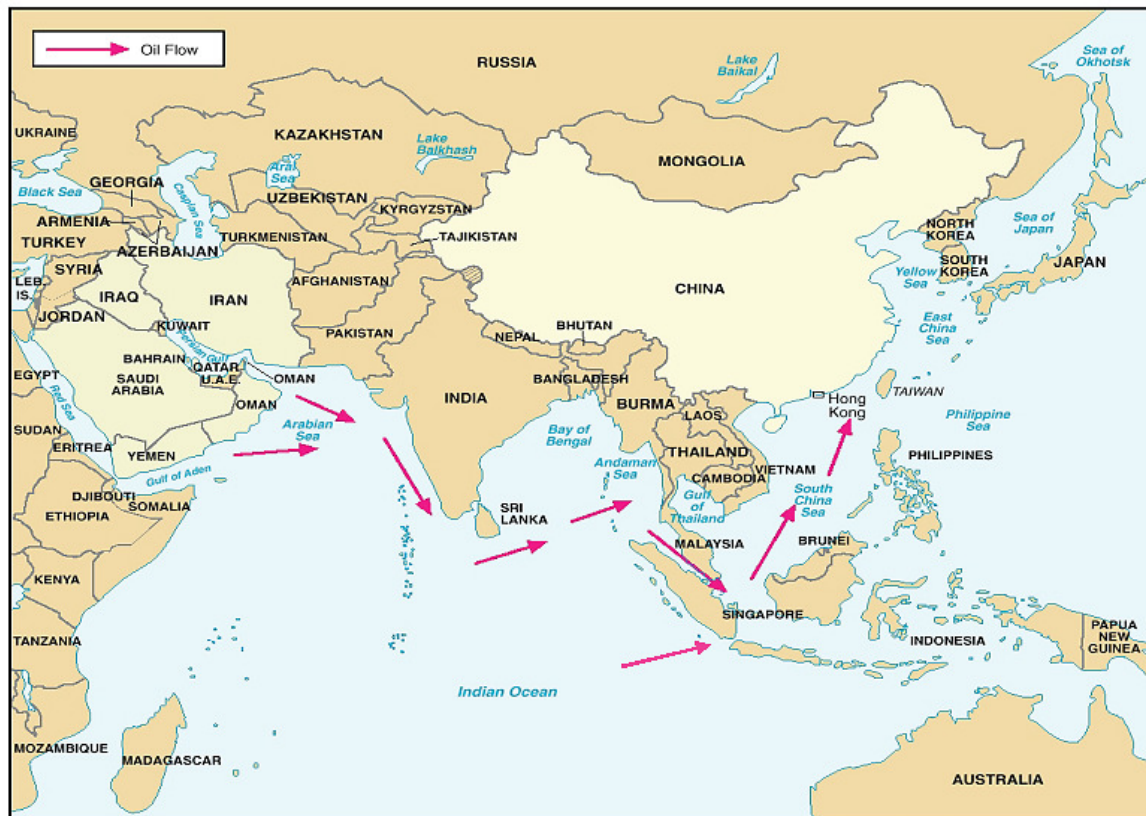 Oil Flow
RUSSIA
Lake
Baikal
Sea of
Okhotsk
UKRAINE
KAZAKHSTAN
Lake
Balkhash
MONGOLIA
Aral
Sea
GEORGIA
Black Sea
Caspian Sea
UZBEKISTAN
KYRGYZSTAN
ARMENIA
TURKMENISTAN
TAJIKISTAN
TURKEY
AZERBAIJAN
NORTH
KOREA
Sea of
Japan
SYRIA
SOUTH
KOREA
JAPAN
LEB.
IS.
IRAQ
IRAN
AFGHANISTAN
CHINA
Yellow
Sea
JORDAN
KUWAIT
PAKISTAN
NEPAL
BHUTAN
East
China
Sea
Persian Gulf
BAHRAIN
QATAR
U.A.E.
OMAN
EGYPT
SAUDI
ARABIA
Red Sea
OMAN
INDIA
BANGLADESH
BURMA
LAOS
Hong
Kong
TAIWAN
Arabian
Sea
Bay of
Bengal
Philippine
Sea
SUDAN
ERITREA
YEMEN
THAILAND
VIETNAM
PHILIPPINES
Andaman
Sea
CAMBODIA
Gulf of Aden
DJIBOUTI
SOMALIA
ETHIOPIA
SRI
LANKA
Gulf
of
Thailand
South
China
Sea
MALAYSIA
BRUNEI
KENYA
SINGAPORE
TANZANIA
INDONESIA
PAPUA
NEW
GUINEA
Indian Ocean
MOZAMBIQUE
MADAGASCAR
AUSTRALIA